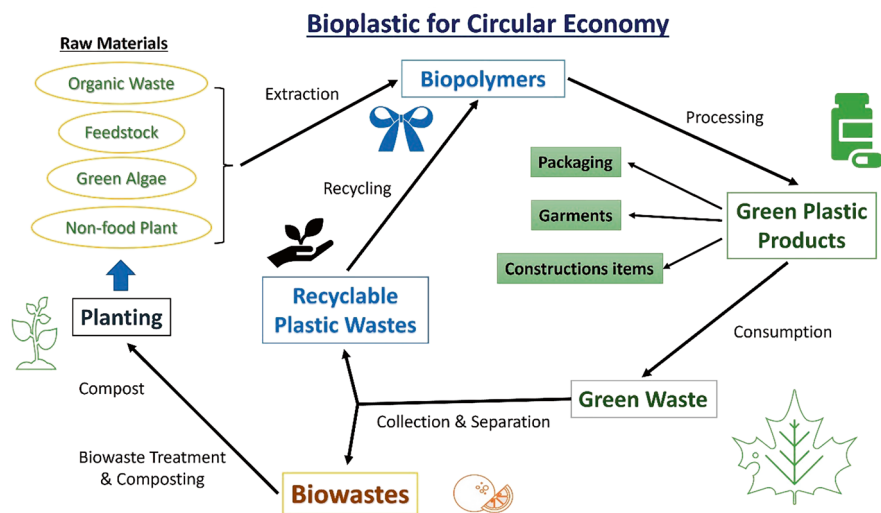 Bioplastic for Circular Economy
Raw Materials
Organic Waste
Feedstock
Green Algae
Non-food Plant
Extraction
Biopolymers
Processing
Recycling
Packaging
Garments
Constructions items
Green Plastic
Products
Recyclable
Plastic Wastes
Planting
Consumption
Compost
Green Waste
Collection & Separation
Biowaste Treatment
& Composting
Biowastes